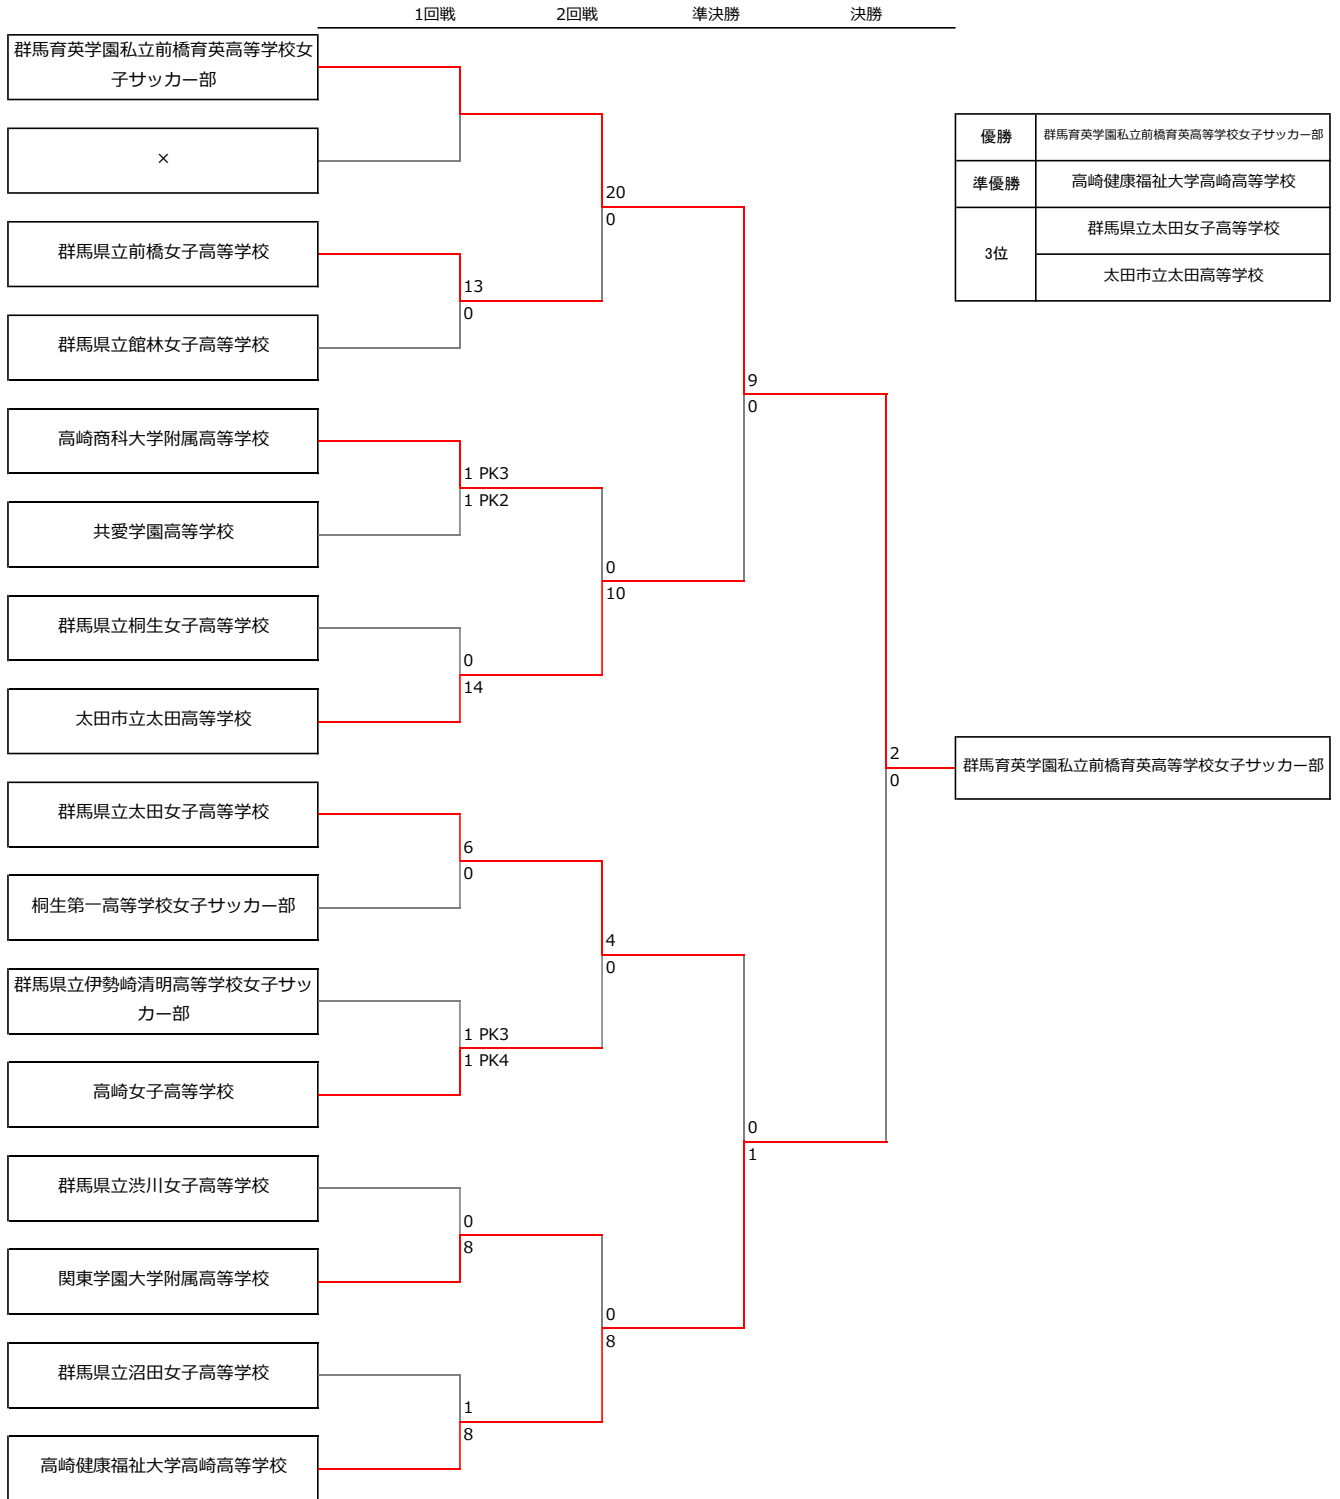 1回戦 2回戦 準決勝 決勝
群馬育英学園私立前橋育英高等学校女
子サッカー部
×
群馬県立前橋女子高等学校
群馬県立館林女子高等学校
高崎商科大学附属高等学校
共愛学園高等学校
群馬県立桐生女子高等学校
太田市立太田高等学校
群馬県立太田女子高等学校
桐生第一高等学校女子サッカー部
群馬県立伊勢崎清明高等学校女子サッ
カー部
高崎女子高等学校
群馬県立渋川女子高等学校
関東学園大学附属高等学校
群馬県立沼田女子高等学校
高崎健康福祉大学高崎高等学校
13
0
1 PK3
1 PK2
0
14
6
0
1 PK3
1 PK4
0
8
1
8
20
0
0
10
4
0
0
8
9
0
0
1
2
0
群馬育英学園私立前橋育英高等学校女子サッカー部
優勝 群馬育英学園私立前橋育英高等学校女子サッカー部
準優勝 高崎健康福祉大学高崎高等学校
3位
群馬県立太田女子高等学校
太田市立太田高等学校